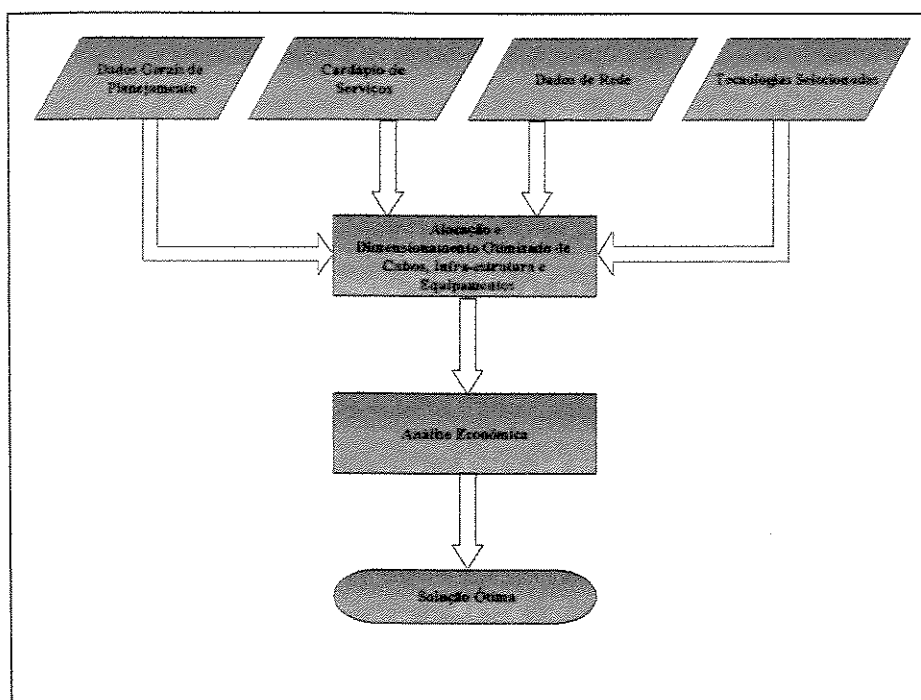 Dados Gerais de
Planejamento
Cardápio de
Serviços
Dados de Rede
Tecnologias Selecionadas
Alocação e
Dimensionamento Otimizado de
Cabos, Infra-estrutura e
Equipamentos
Análise Econômica
Solução Ótima